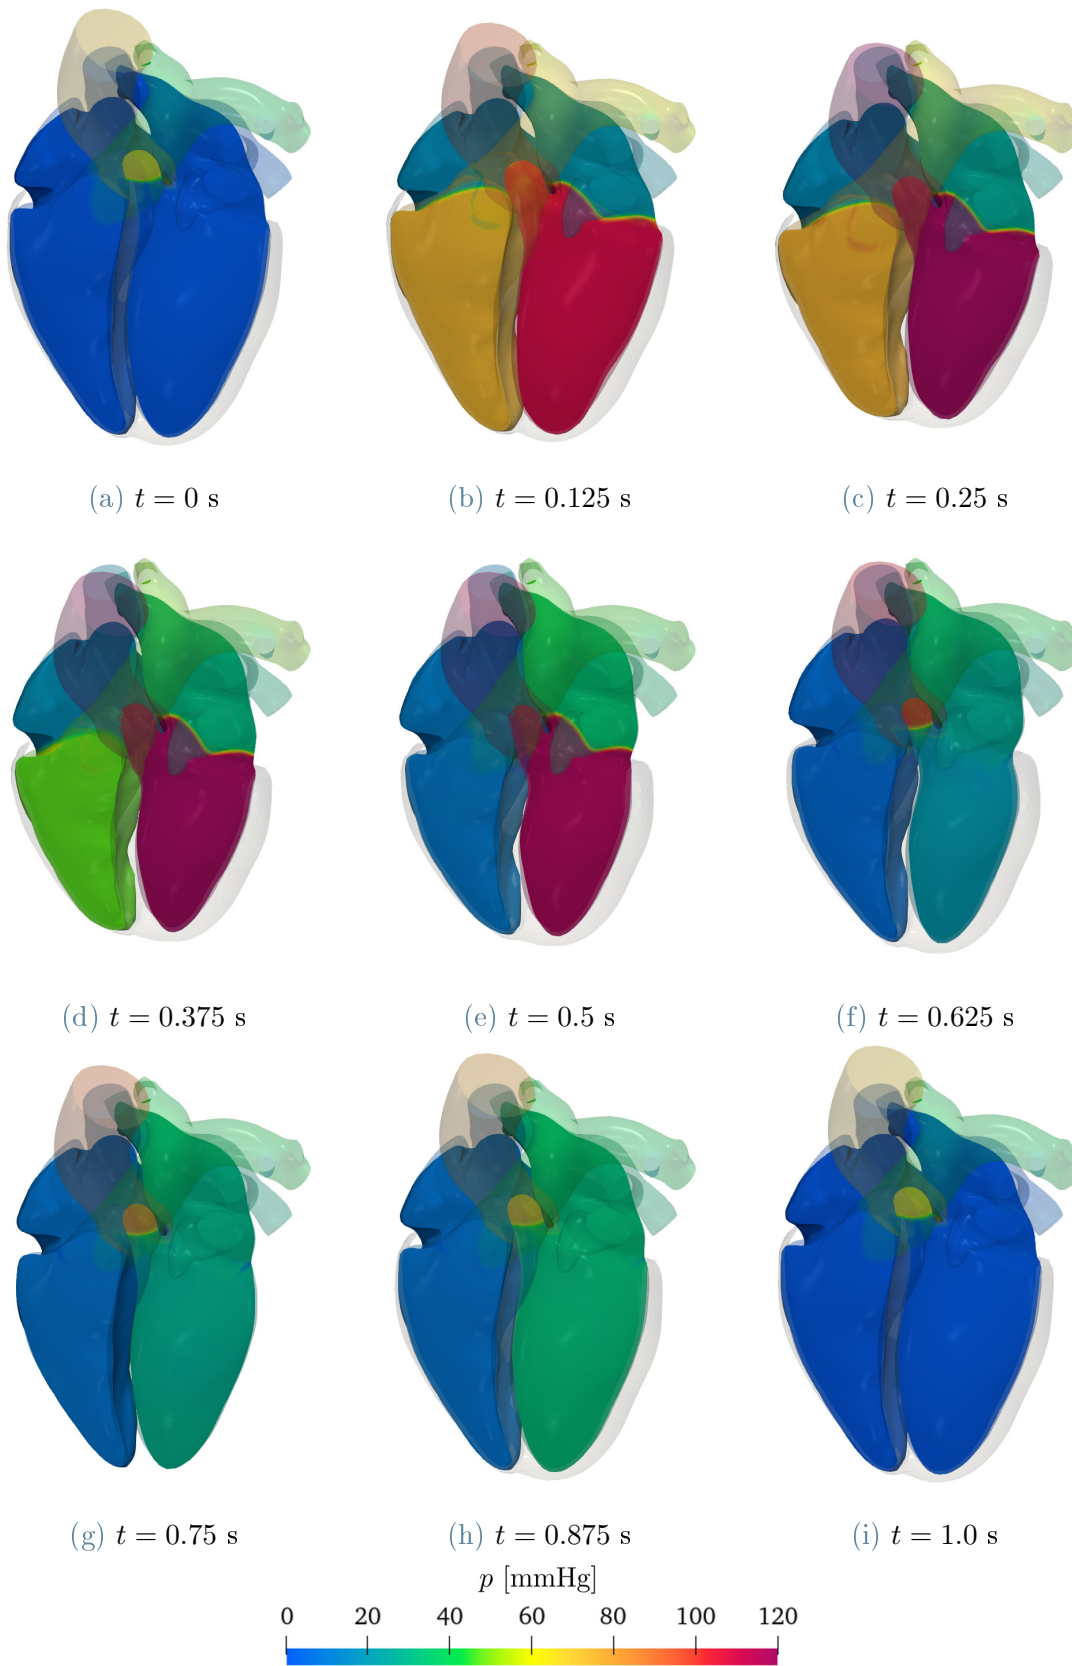 (a) t = 0 s
(b) t = 0.125 s
(c) t = 0.25 s
(d) t = 0.375 s
(e) t = 0.5 s
(f) t = 0.625 s
(g) t = 0.75 s
(h) t = 0.875 s
(i) t = 1.0 s
p [mmHg]
0 20 40 60 80 100 120